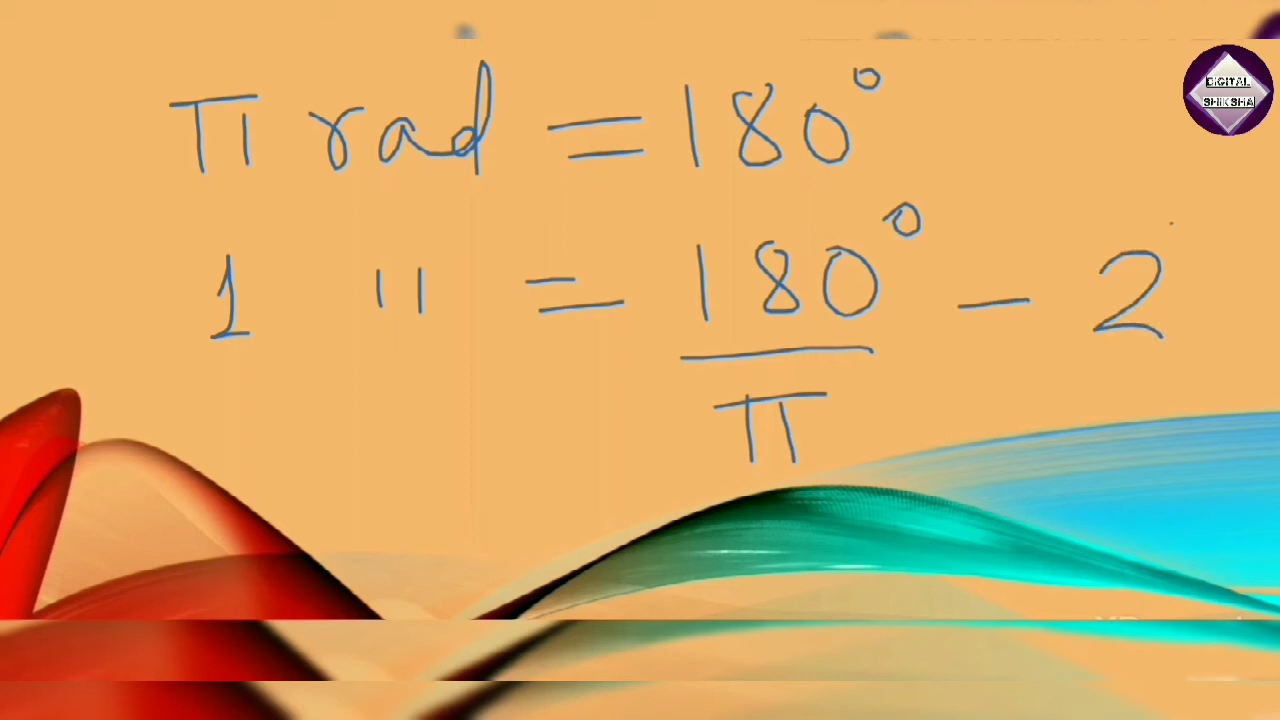 DIGITAL
SHIKSHA
π rad = 180°
1 " = 180° - 2
π